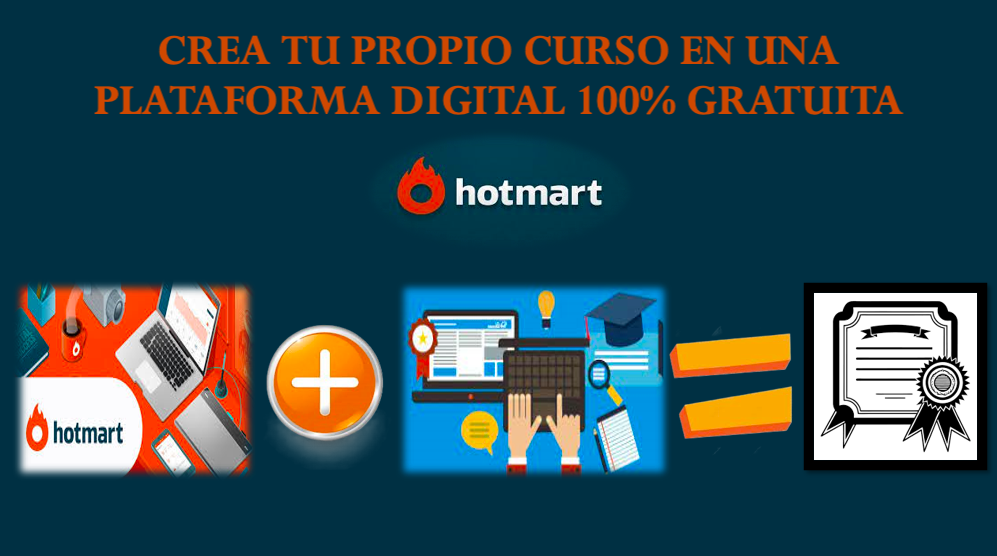 CREA TU PROPIO CURSO EN UNA
PLATAFORMA DIGITAL 100% GRATUITA
hotmart
hotmart